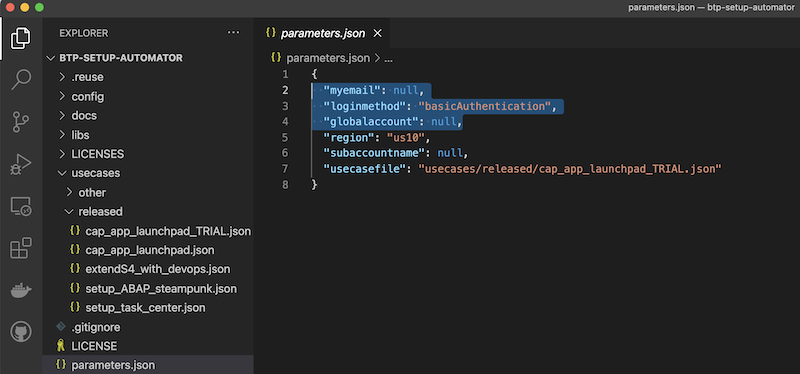 parameters.json — btp-setup-automator
EXPLORER
···
BTP-SETUP-AUTOMATOR
.reuse
config
docs
libs
LICENSES
usecases
other
released
{} cap_app_launchpad_TRIAL.json
{} cap_app_launchpad.json
{} extendS4_with_devops.json
{} setup_ABAP_steampunk.json
{} setup_task_center.json
.gitignore
LICENSE
{} parameters.json
{} parameters.json ×
{} parameters.json > ...
1 {
2 "myemail": null,
3 "loginmethod": "basicAuthentication",
4 "globalaccount": null,
5 "region": "us10",
6 "subaccountname": null,
7 "usecasefile": "usecases/released/cap_app_launchpad_TRIAL.json"
8 }